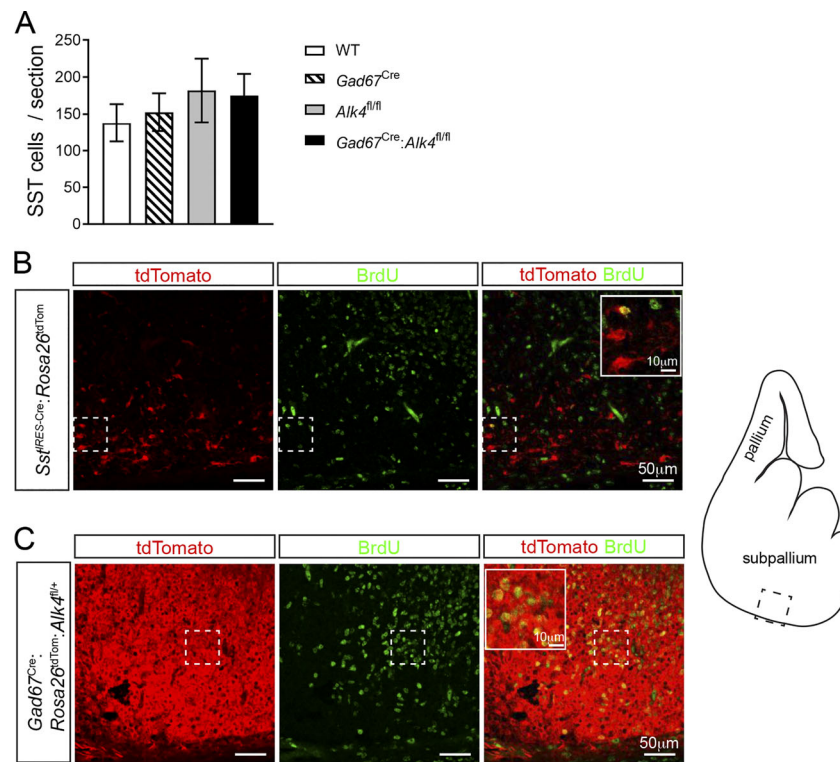 A
250
200
150
100
50
0
SST cells / section
WT
Gad67Cre
Alk4fl/fl
Gad67Cre:Alk4fl/fl
B
tdTomato
BrdU
tdTomato BrdU
SstIRES-Cre:Rosa26tdTom
10μm
50μm
C
tdTomato
BrdU
tdTomato BrdU
Gad67Cre:
Rosa26tdTom:Alk4fl/+
10μm
50μm
pallium
subpallium